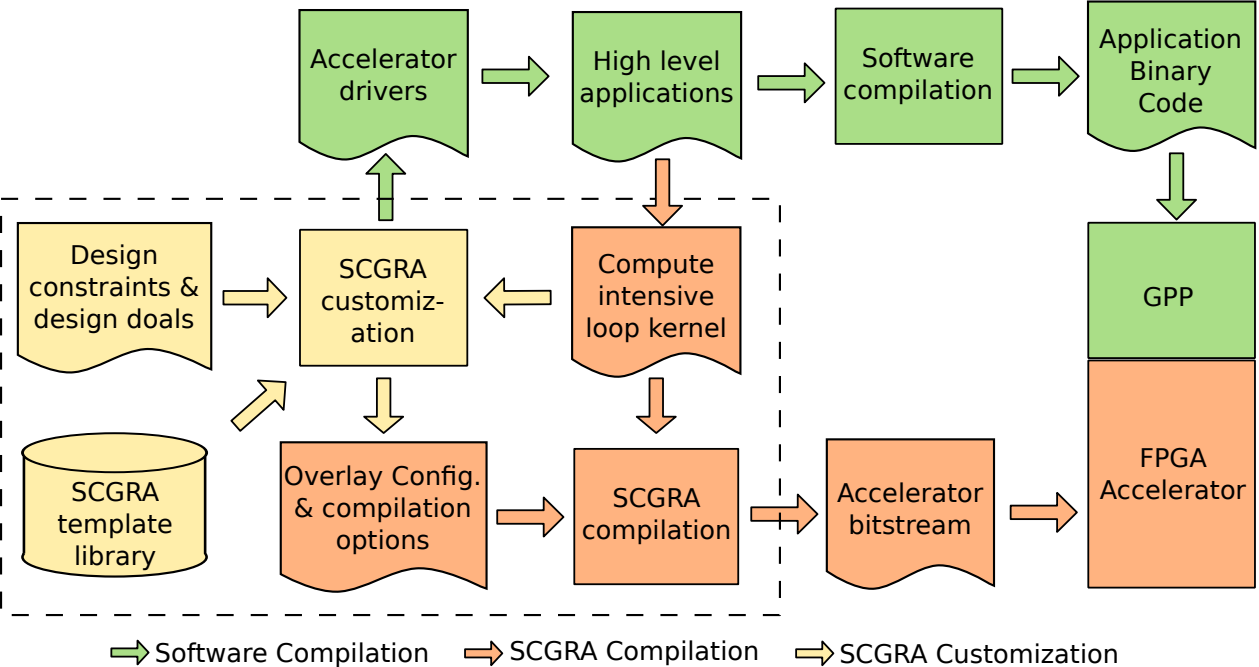 Accelerator
drivers
High level
applications
Software
compilation
Application
Binary
Code
Design
constraints &
design doals
SCGRA
customiz-
ation
Compute
intensive
loop kernel
GPP
SCGRA
template
library
Overlay Config.
& compilation
options
SCGRA
compilation
Accelerator
bitstream
FPGA
Accelerator
Software Compilation
SCGRA Compilation
SCGRA Customization